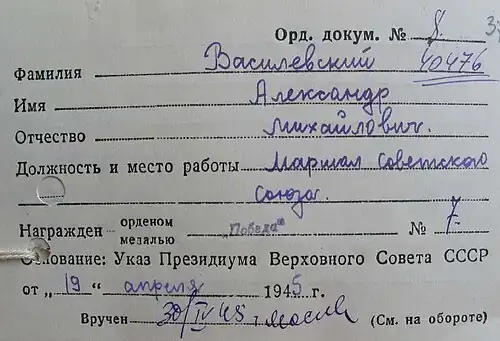 Орд. докум. № 8.
37
Фамилия Василевский 40476
Имя Александр
Отчество Михайлович.
Должность и место работы Маршал Советского
Союза.
Награжден орденом медалью „Победа" № 7.
Основание: Указ Президиума Верховного Совета СССР
от „19" апреля 1945 г.
Вручен 30/IV 45, (См. на обороте)